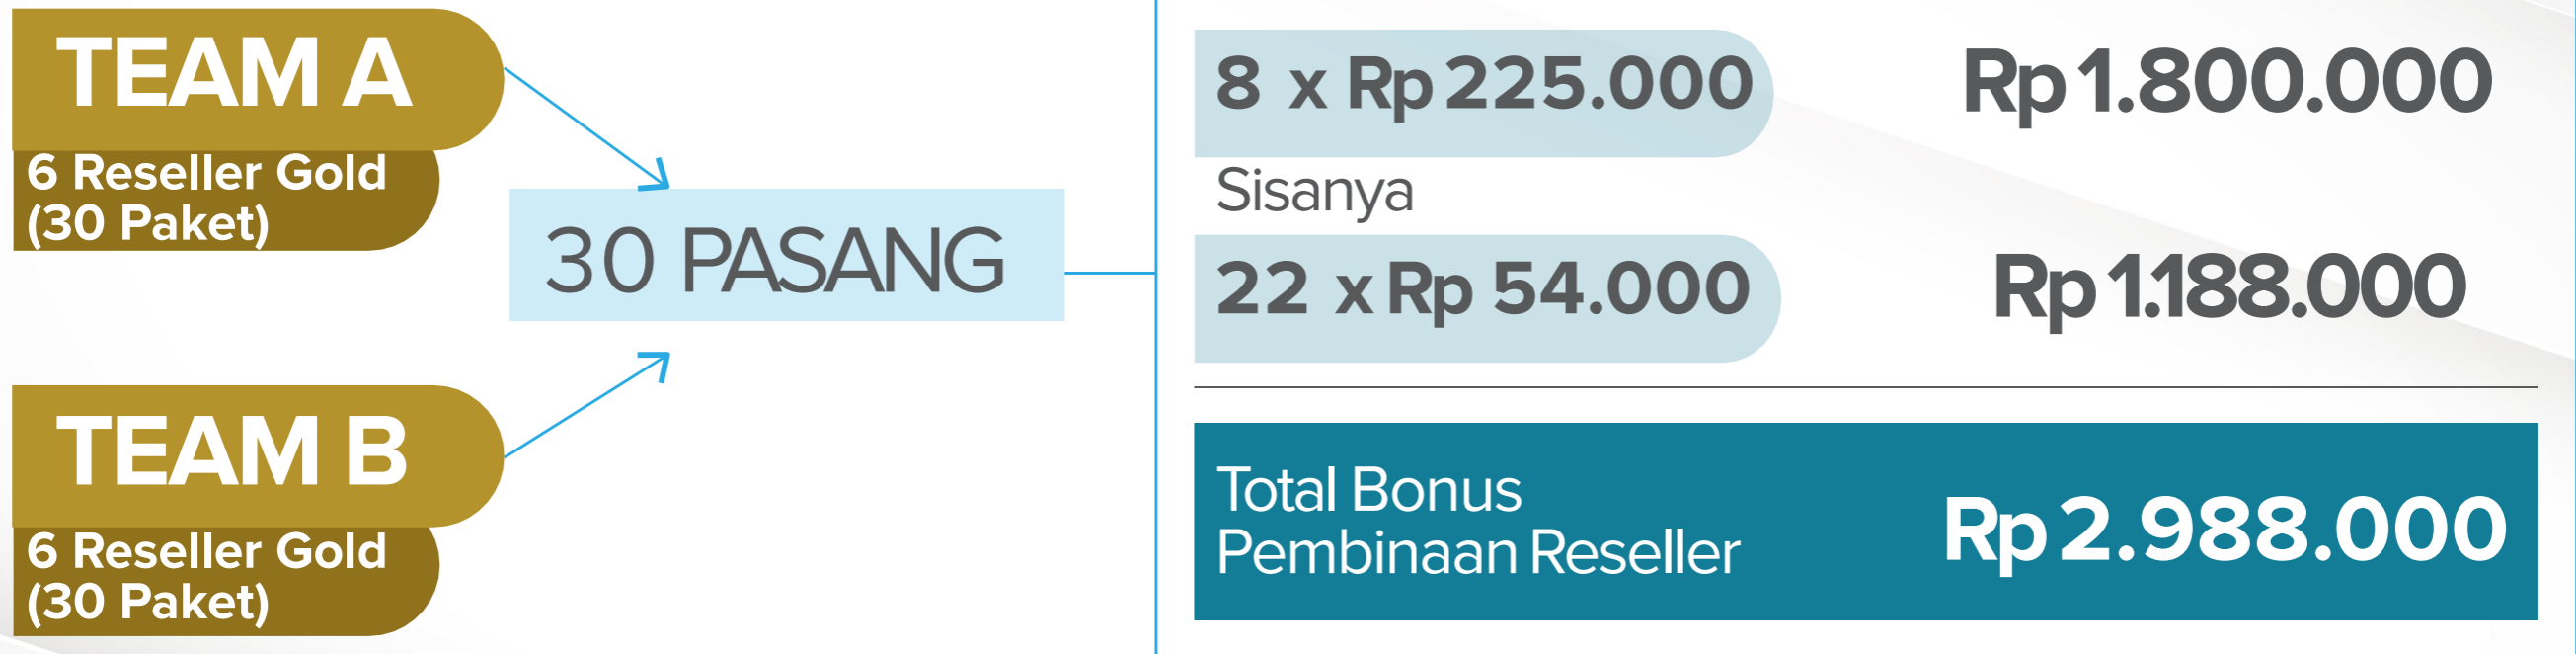 TEAM A
6 Reseller Gold
(30 Paket)
30 PASANG
TEAM B
6 Reseller Gold
(30 Paket)
8 x Rp 225.000 Rp 1.800.000
Sisanya
22 x Rp 54.000 Rp 1.188.000
Total Bonus
Pembinaan Reseller Rp 2.988.000